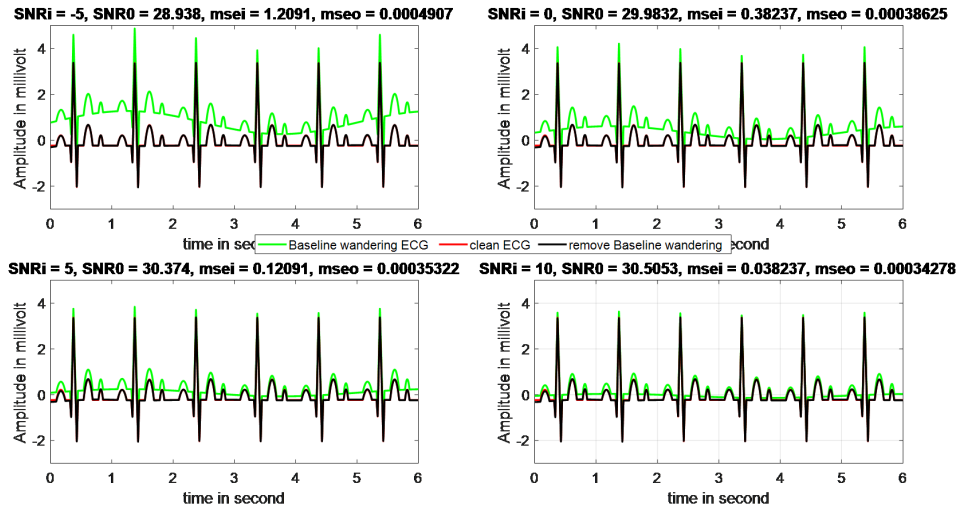 SNRi = -5, SNR0 = 28.938, msei = 1.2091, mseo = 0.0004907
Amplitude in millivolt
4
2
0
-2
0 1 2 3 4 5 6
time in sec
SNRi = 0, SNR0 = 29.9832, msei = 0.38237, mseo = 0.00038625
Amplitude in millivolt
4
2
0
-2
0 1 2 3 4 5 6
second
Baseline wandering ECG clean ECG remove Baseline wandering
SNRi = 5, SNR0 = 30.374, msei = 0.12091, mseo = 0.00035322
Amplitude in millivolt
4
2
0
-2
0 1 2 3 4 5 6
time in second
SNRi = 10, SNR0 = 30.5053, msei = 0.038237, mseo = 0.00034278
Amplitude in millivolt
4
2
0
-2
0 1 2 3 4 5 6
time in second